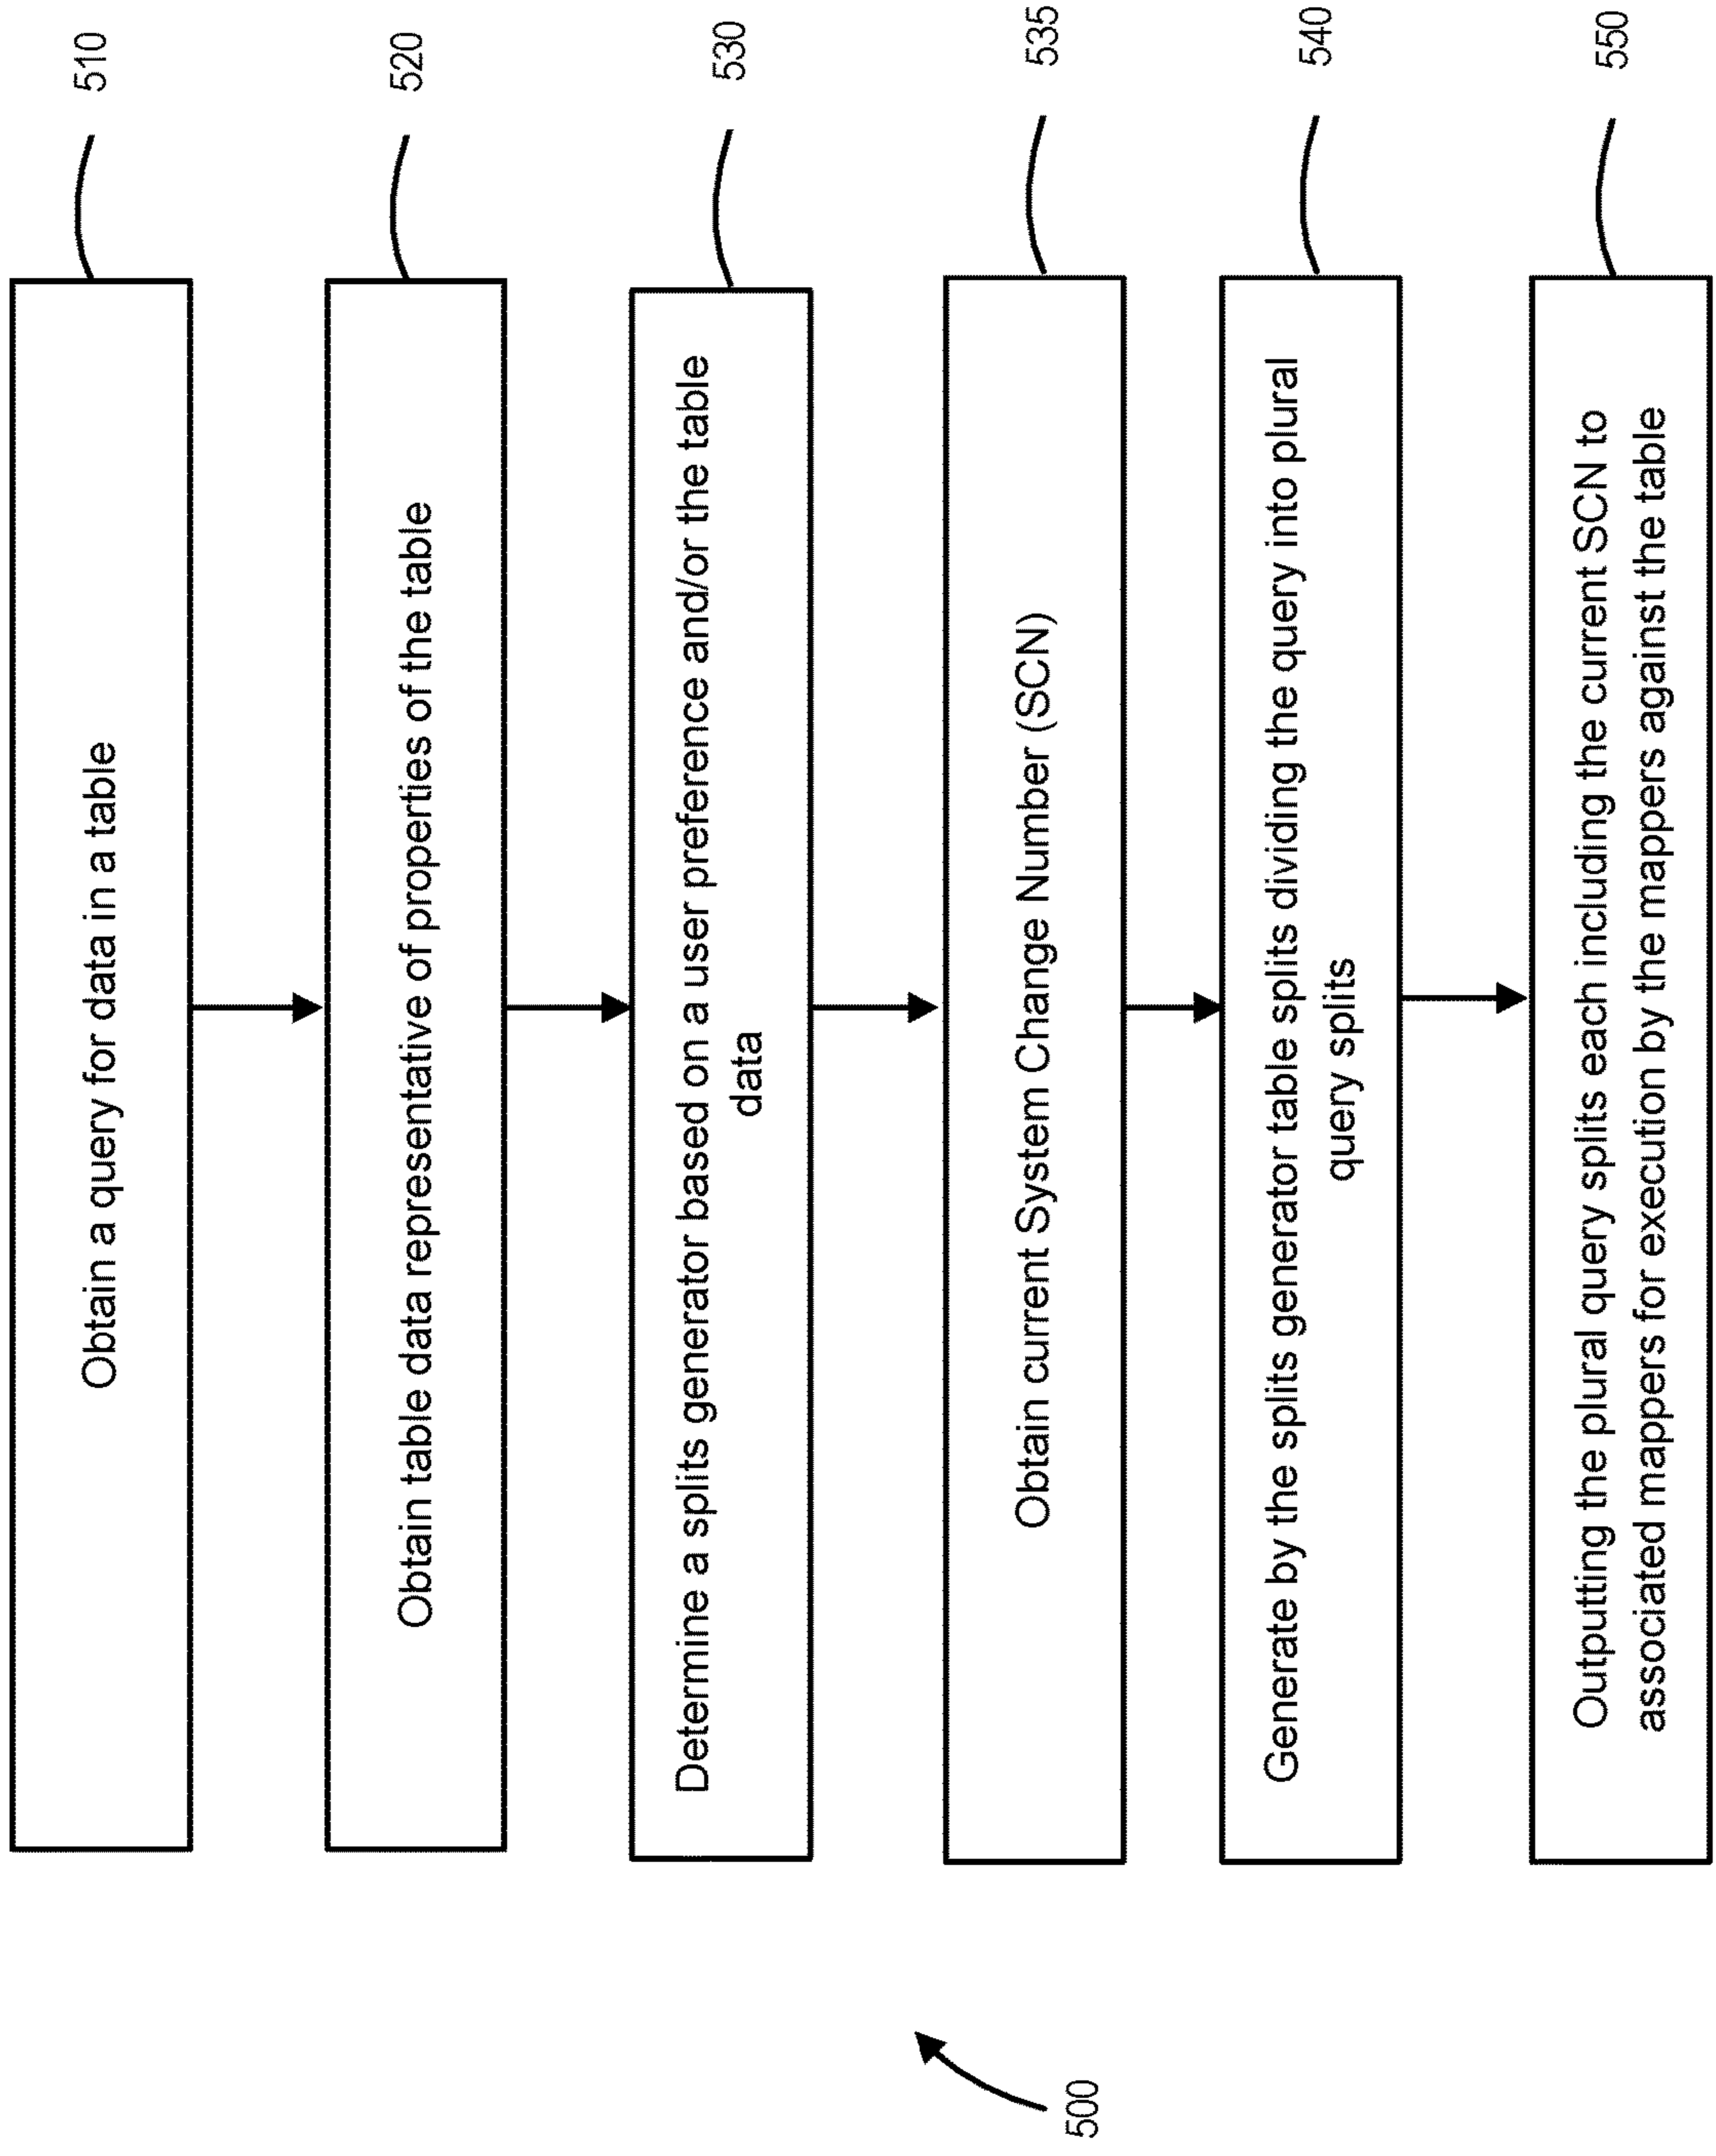 Obtain a query for data in a table
510
Obtain table data representative of properties of the table
520
Determine a splits generator based on a user preference and/or the table
data
530
Obtain current System Change Number (SCN)
535
Generate by the splits generator table splits dividing the query into plural
query splits
540
Outputting the plural query splits each including the current SCN to
associated mappers for execution by the mappers against the table
550
500